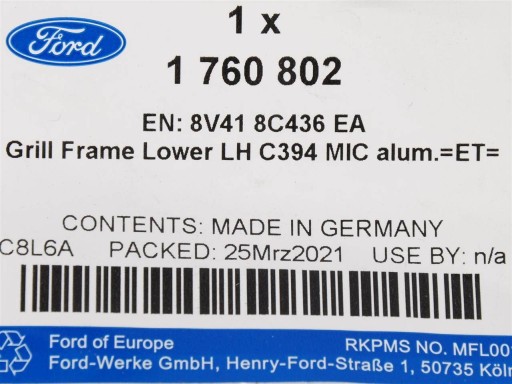 1 x
Ford
1 760 802
EN: 8V41 8C436 EA
Grill Frame Lower LH C394 MIC alum.=ET=
CONTENTS: MADE IN GERMANY
C8L6A PACKED: 25Mrz2021 USE BY: n/a
Ford of Europe RKPMS NO. MFL00
Ford-Werke GmbH, Henry-Ford-Straße 1, 50735 Köln